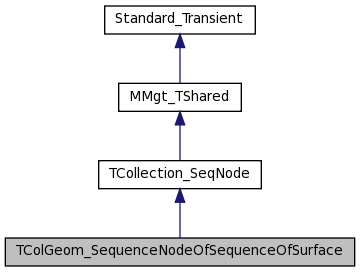 Standard_Transient
MMgt_TShared
TCollection_SeqNode
TColGeom_SequenceNodeOfSequenceOfSurface